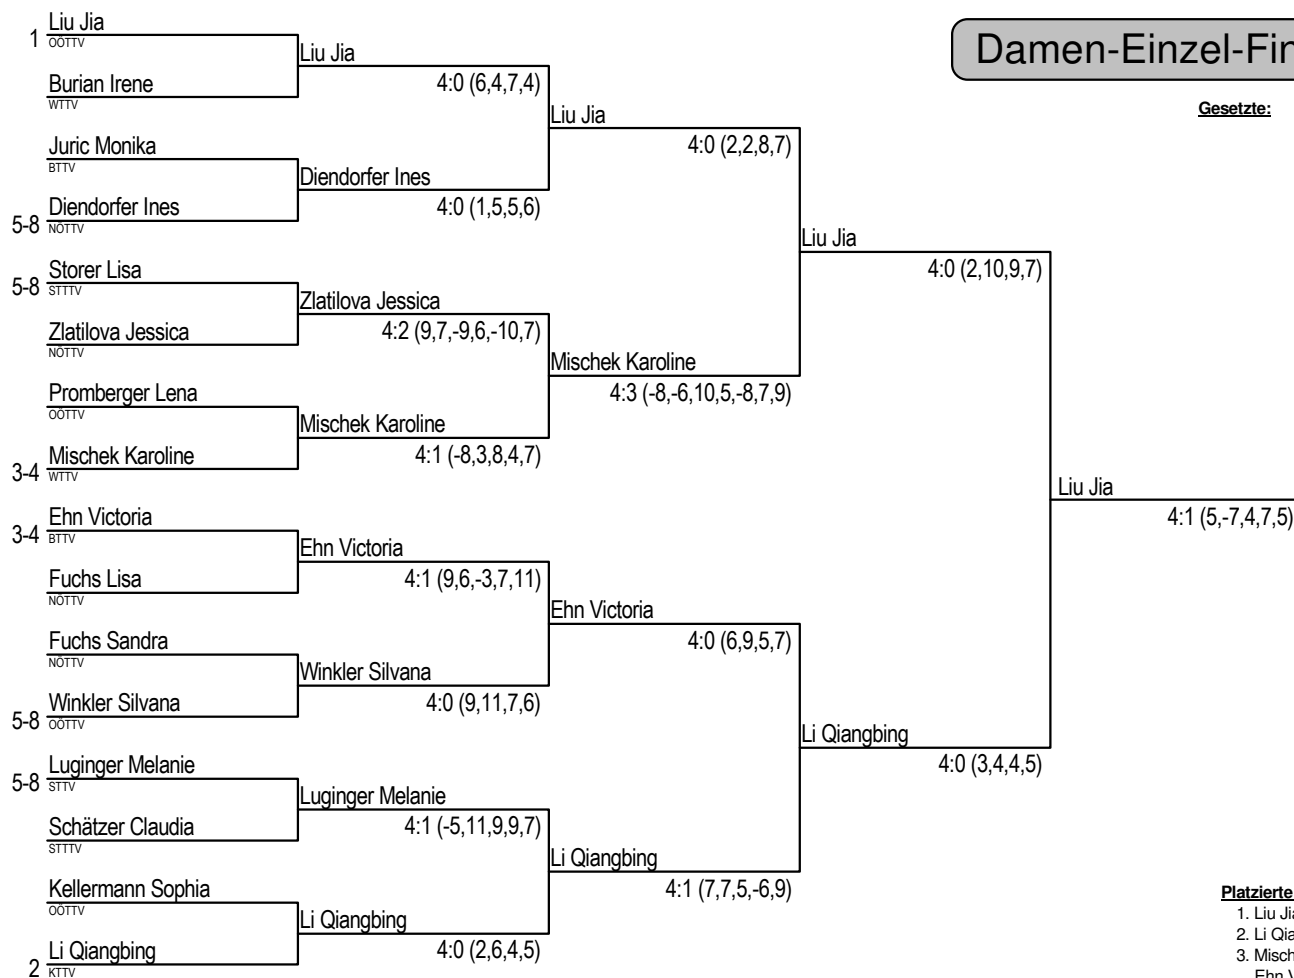 Damen-Einzel-Fin
Gesetzte:
1 Liu Jia
OÖTTV
Burian Irene
WTTV
Juric Monika
BTTV
5-8 Diendorfer Ines
NÖTTV
5-8 Storer Lisa
STTTV
Zlatilova Jessica
NÖTTV
Promberger Lena
OÖTTV
3-4 Mischek Karoline
WTTV
3-4 Ehn Victoria
BTTV
Fuchs Lisa
NÖTTV
Fuchs Sandra
NÖTTV
5-8 Winkler Silvana
OÖTTV
5-8 Luginger Melanie
STTV
Schätzer Claudia
STTTV
Kellermann Sophia
OÖTTV
2 Li Qiangbing
KTTV
Liu Jia
4:0 (6,4,7,4)
Diendorfer Ines
4:0 (1,5,5,6)
Zlatilova Jessica
4:2 (9,7,-9,6,-10,7)
Mischek Karoline
4:1 (-8,3,8,4,7)
Ehn Victoria
4:1 (9,6,-3,7,11)
Winkler Silvana
4:0 (9,11,7,6)
Luginger Melanie
4:1 (-5,11,9,9,7)
Li Qiangbing
4:0 (2,6,4,5)
Liu Jia
4:0 (2,2,8,7)
Mischek Karoline
4:3 (-8,-6,10,5,-8,7,9)
Ehn Victoria
4:0 (6,9,5,7)
Li Qiangbing
4:1 (7,7,5,-6,9)
Liu Jia
4:0 (2,10,9,7)
Li Qiangbing
4:0 (3,4,4,5)
Liu Jia
4:1 (5,-7,4,7,5)
Platzierte
1. Liu Jia
2. Li Qia
3. Misch
Ehn V